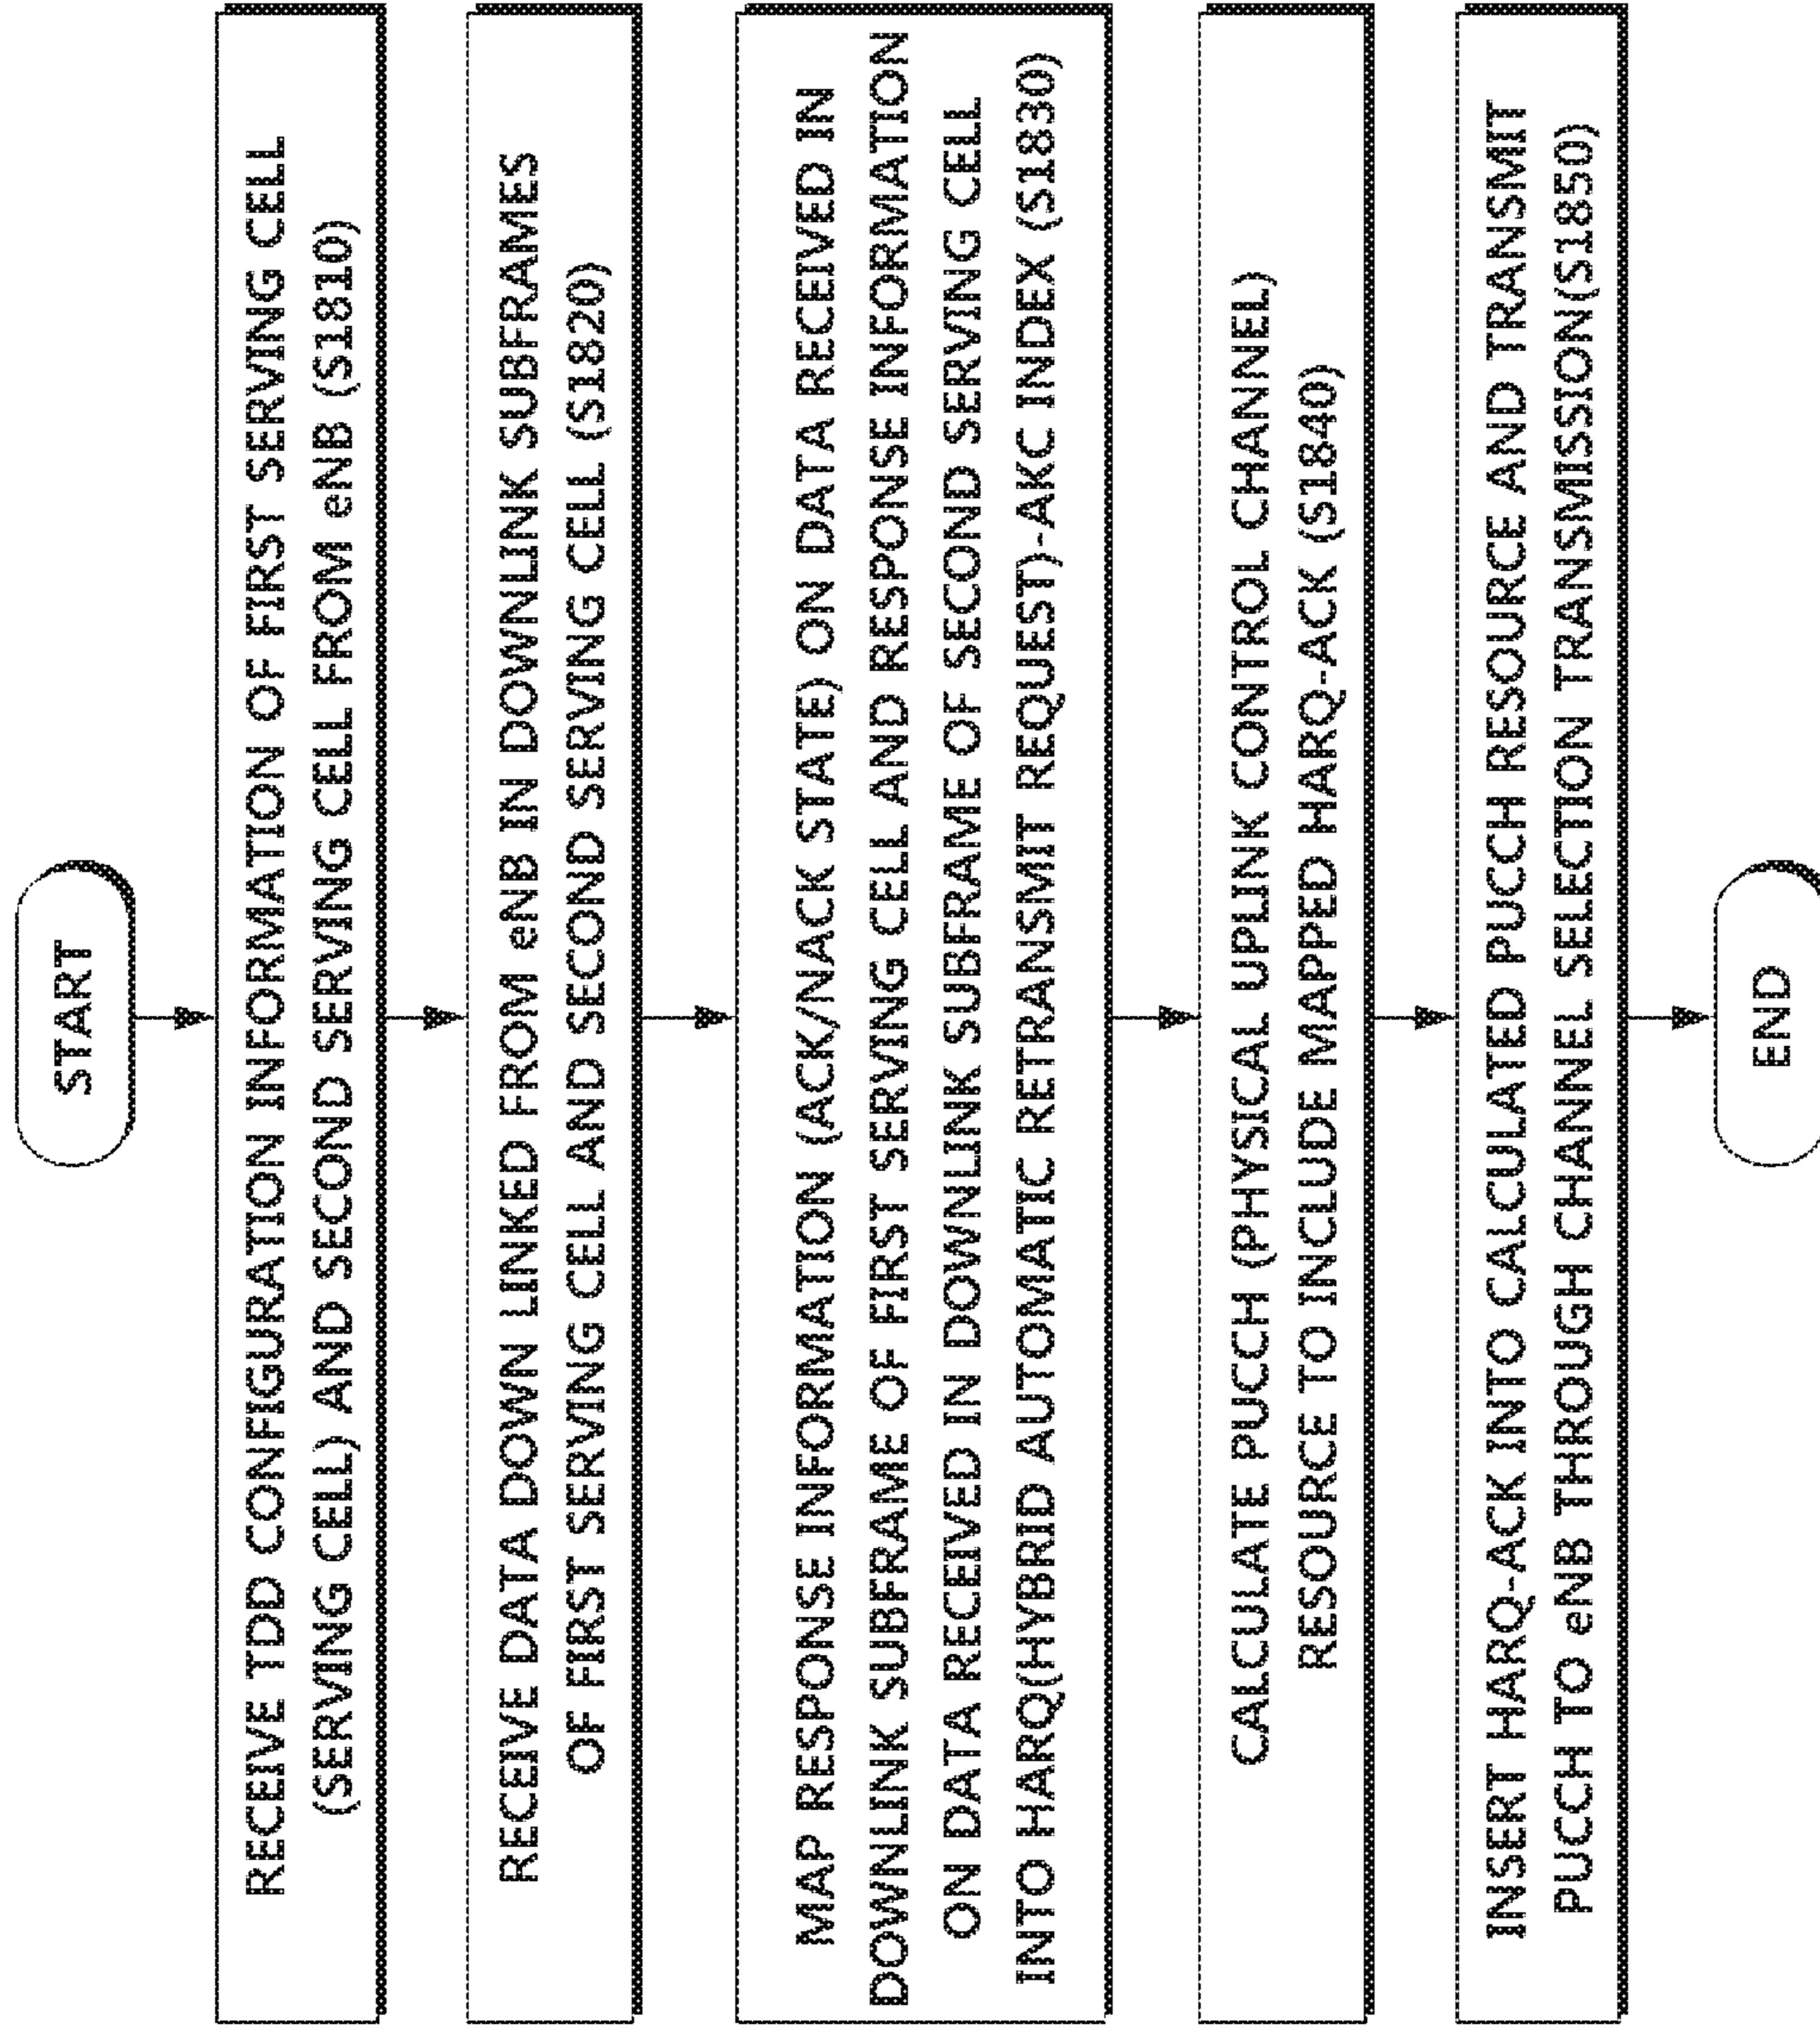 START
RECEIVE TDD CONFIGURATION INFORMATION OF FIRST SERVING CELL
(SERVING CELL) AND SECOND SERVING CELL FROM eNB (S1810)
RECEIVE DATA DOWN LINKED FROM eNB IN DOWNLINK SUBFRAMES
OF FIRST SERVING CELL AND SECOND SERVING CELL (S1820)
MAP RESPONSE INFORMATION (ACK/NACK STATE) ON DATA RECEIVED IN
DOWNLINK SUBFRAME OF FIRST SERVING CELL AND RESPONSE INFORMATION
ON DATA RECEIVED IN DOWNLINK SUBFRAME OF SECOND SERVING CELL
INTO HARQ(HYBRID AUTOMATIC RETRANSMIT REQUEST)-AKC INDEX (S1830)
CALCULATE PUCCH (PHYSICAL UPLINK CONTROL CHANNEL)
RESOURCE TO INCLUDE MAPPED HARQ-ACK (S1840)
INSERT HARQ-ACK INTO CALCULATED PUCCH RESOURCE AND TRANSMIT
PUCCH TO eNB THROUGH CHANNEL SELECTION TRANSMISSION(S1850)
END